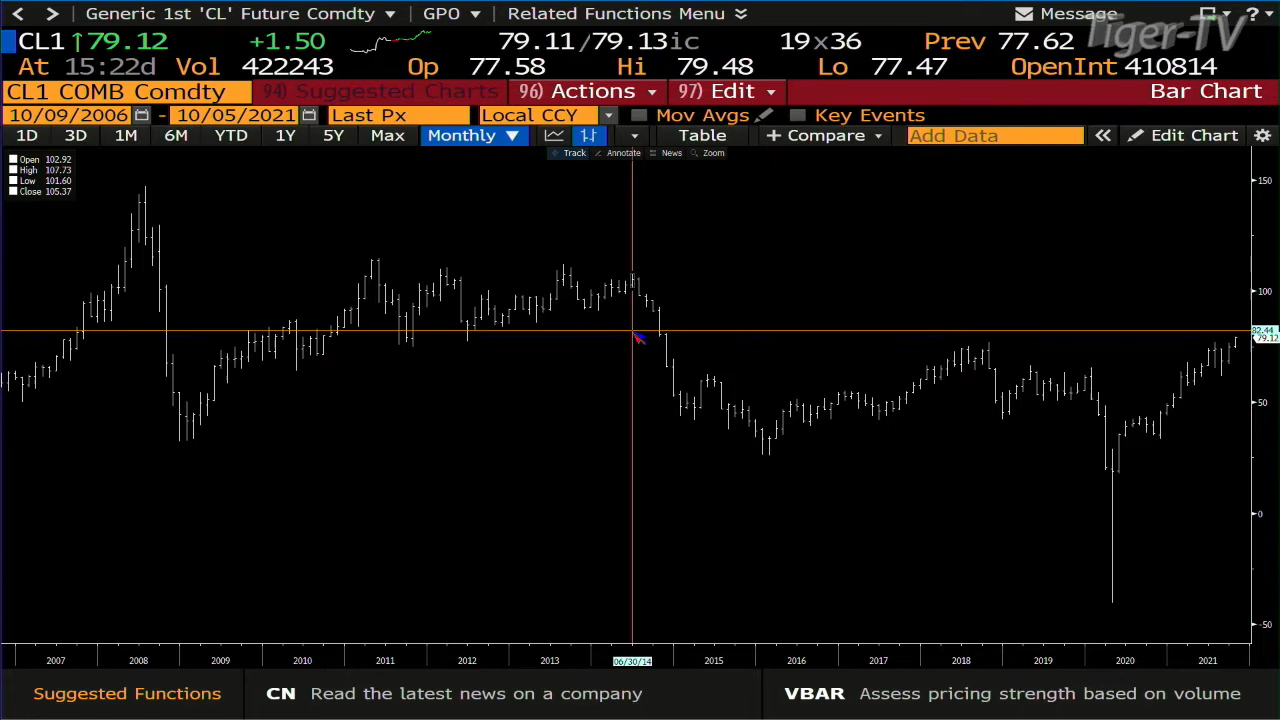 < > Generic 1st 'CL' Future Comdty ▾ GPO ▾ Related Functions Menu Message ? ▾
Tiger-TV
CL1 ↑79.12 +1.50 79.11/79.13ic 19x36 Prev 77.62
At 15:22d Vol 422243 Op 77.58 Hi 79.48 Lo 77.47 OpenInt 410814
CL1 COMB Comdty 94) Suggested Charts 96) Actions 97) Edit Bar Chart
10/09/2006 - 10/05/2021 Last Px Local CCY Mov Avgs Key Events
1D 3D 1M 6M YTD 1Y 5Y Max Monthly ▼ Table + Compare Add Data « Edit Chart
Track Annotate News Zoom
Open 102.92
High 107.73
Low 101.60
Close 105.37
150
100
82.44
79.12
50
0
-50
2007 2008 2009 2010 2011 2012 2013 06/30/14 2015 2016 2017 2018 2019 2020 2021
Suggested Functions CN Read the latest news on a company VBAR Assess pricing strength based on volume